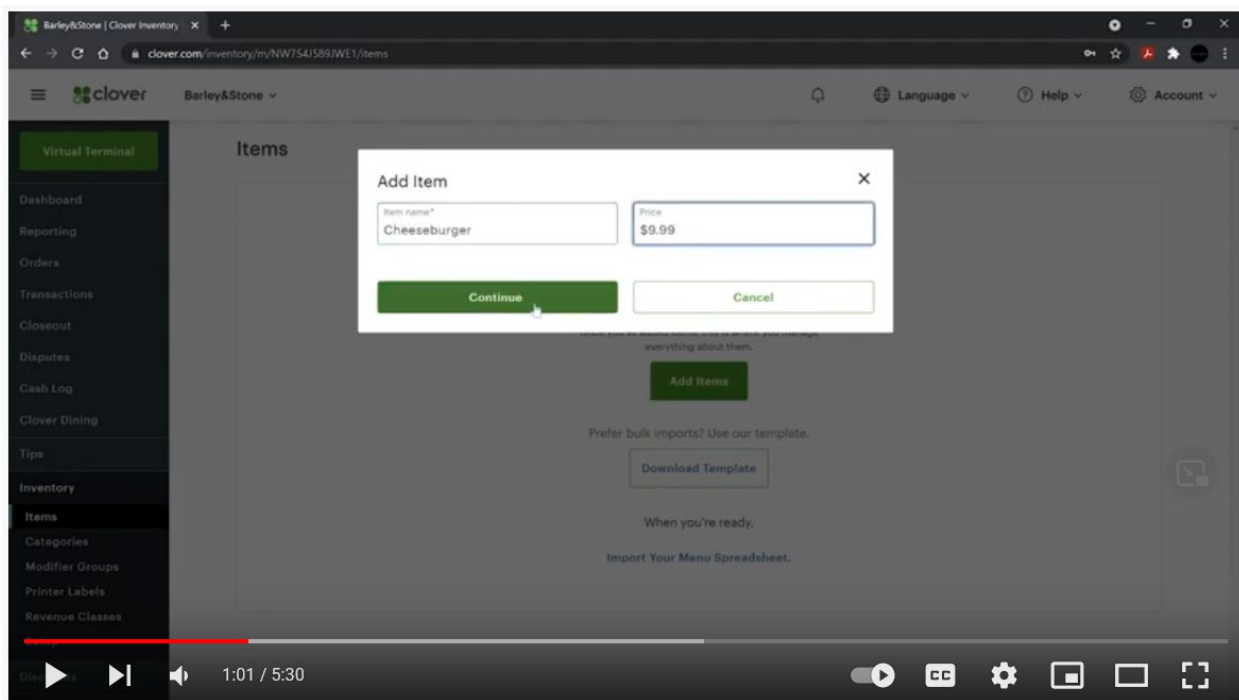 Barley&Stone | Clover Inventory
clover.com/inventory/m/NW754J589JWE1/items
clover
Barley&Stone
Language
Help
Account
Virtual Terminal
Items
Add Item
Item name*
Cheeseburger
Price
$9.99
Continue
Cancel
everything about them.
Add Items
Prefer bulk imports? Use our template.
Download Template
When you're ready,
Import Your Menu Spreadsheet.
Dashboard
Reporting
Orders
Transactions
Closeout
Disputes
Cash Log
Clover Dining
Tips
Inventory
Items
Categories
Modifier Groups
Printer Labels
Revenue Classes
1:01 / 5:30
CC